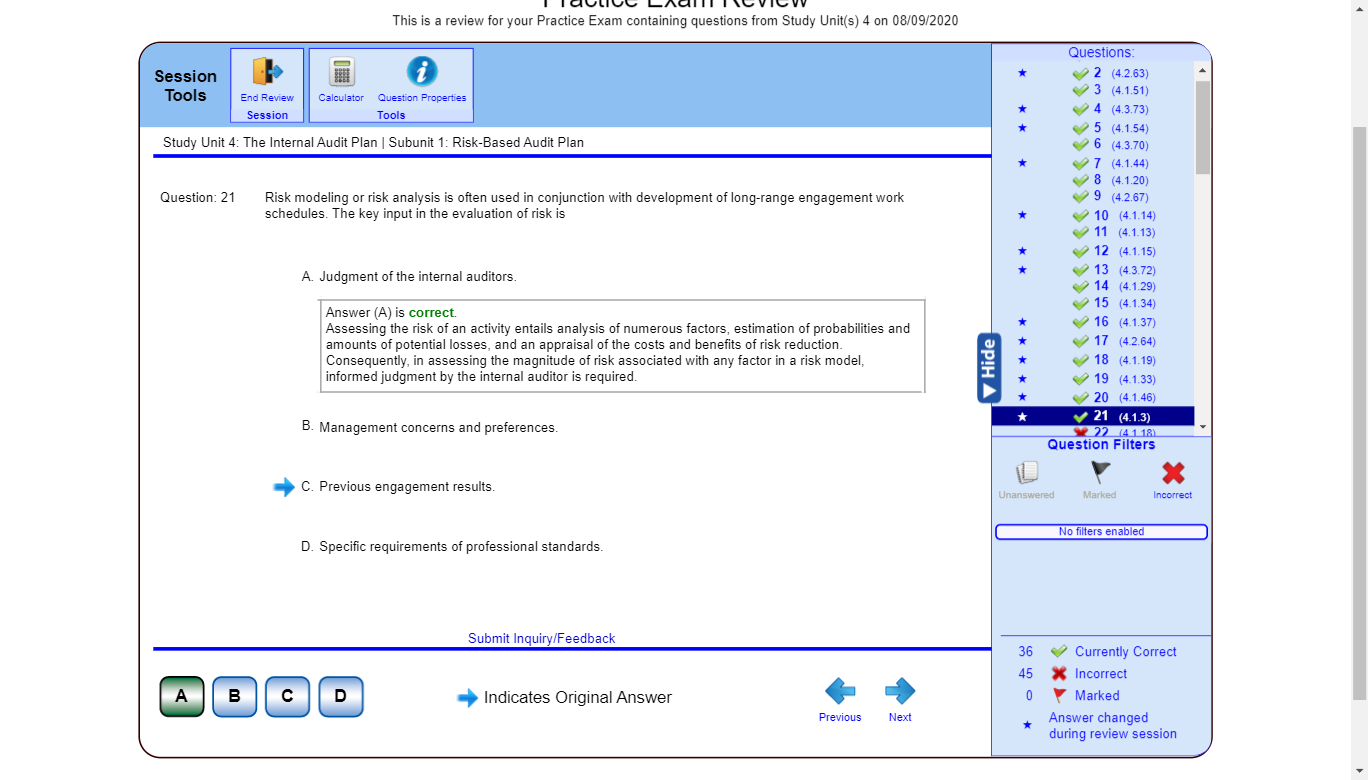 Practice Exam Review
This is a review for your Practice Exam containing questions from Study Unit(s) 4 on 08/09/2020
Session
Tools
End Review
Session
Calculator
Question Properties
Tools
Study Unit 4: The Internal Audit Plan | Subunit 1: Risk-Based Audit Plan
Question: 21
Risk modeling or risk analysis is often used in conjunction with development of long-range engagement work
schedules. The key input in the evaluation of risk is
A. Judgment of the internal auditors.
Answer (A) is correct.
Assessing the risk of an activity entails analysis of numerous factors, estimation of probabilities and
amounts of potential losses, and an appraisal of the costs and benefits of risk reduction.
Consequently, in assessing the magnitude of risk associated with any factor in a risk model,
informed judgment by the internal auditor is required.
B. Management concerns and preferences.
C. Previous engagement results.
D. Specific requirements of professional standards.
Submit Inquiry/Feedback
A
B
C
D
Indicates Original Answer
Previous
Next
Hide
Questions:
2 (4.2.63)
3 (4.1.51)
4 (4.3.73)
5 (4.1.54)
6 (4.3.70)
7 (4.1.44)
8 (4.1.20)
9 (4.2.67)
10 (4.1.14)
11 (4.1.13)
12 (4.1.15)
13 (4.3.72)
14 (4.1.29)
15 (4.1.34)
16 (4.1.37)
17 (4.2.64)
18 (4.1.19)
19 (4.1.33)
20 (4.1.46)
21 (4.1.3)
22 (4.1.18)
Question Filters
Unanswered
Marked
Incorrect
No filters enabled
36 Currently Correct
45 Incorrect
0 Marked
Answer changed
during review session